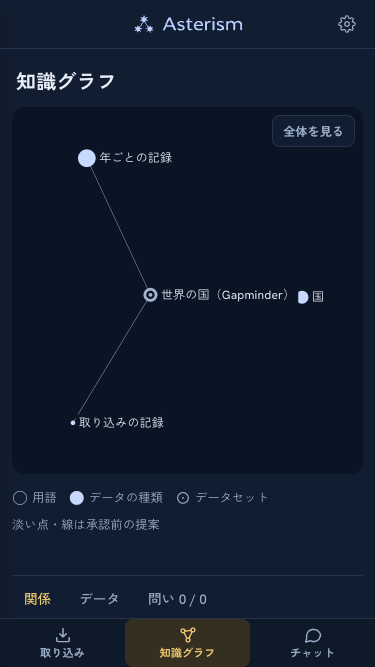 Asterism
知識グラフ
全体を見る
年ごとの記録
世界の国（Gapminder）
国
取り込みの記録
用語 データの種類 データセット
淡い点・線は承認前の提案
関係 データ 問い 0 / 0
取り込み 知識グラフ チャット